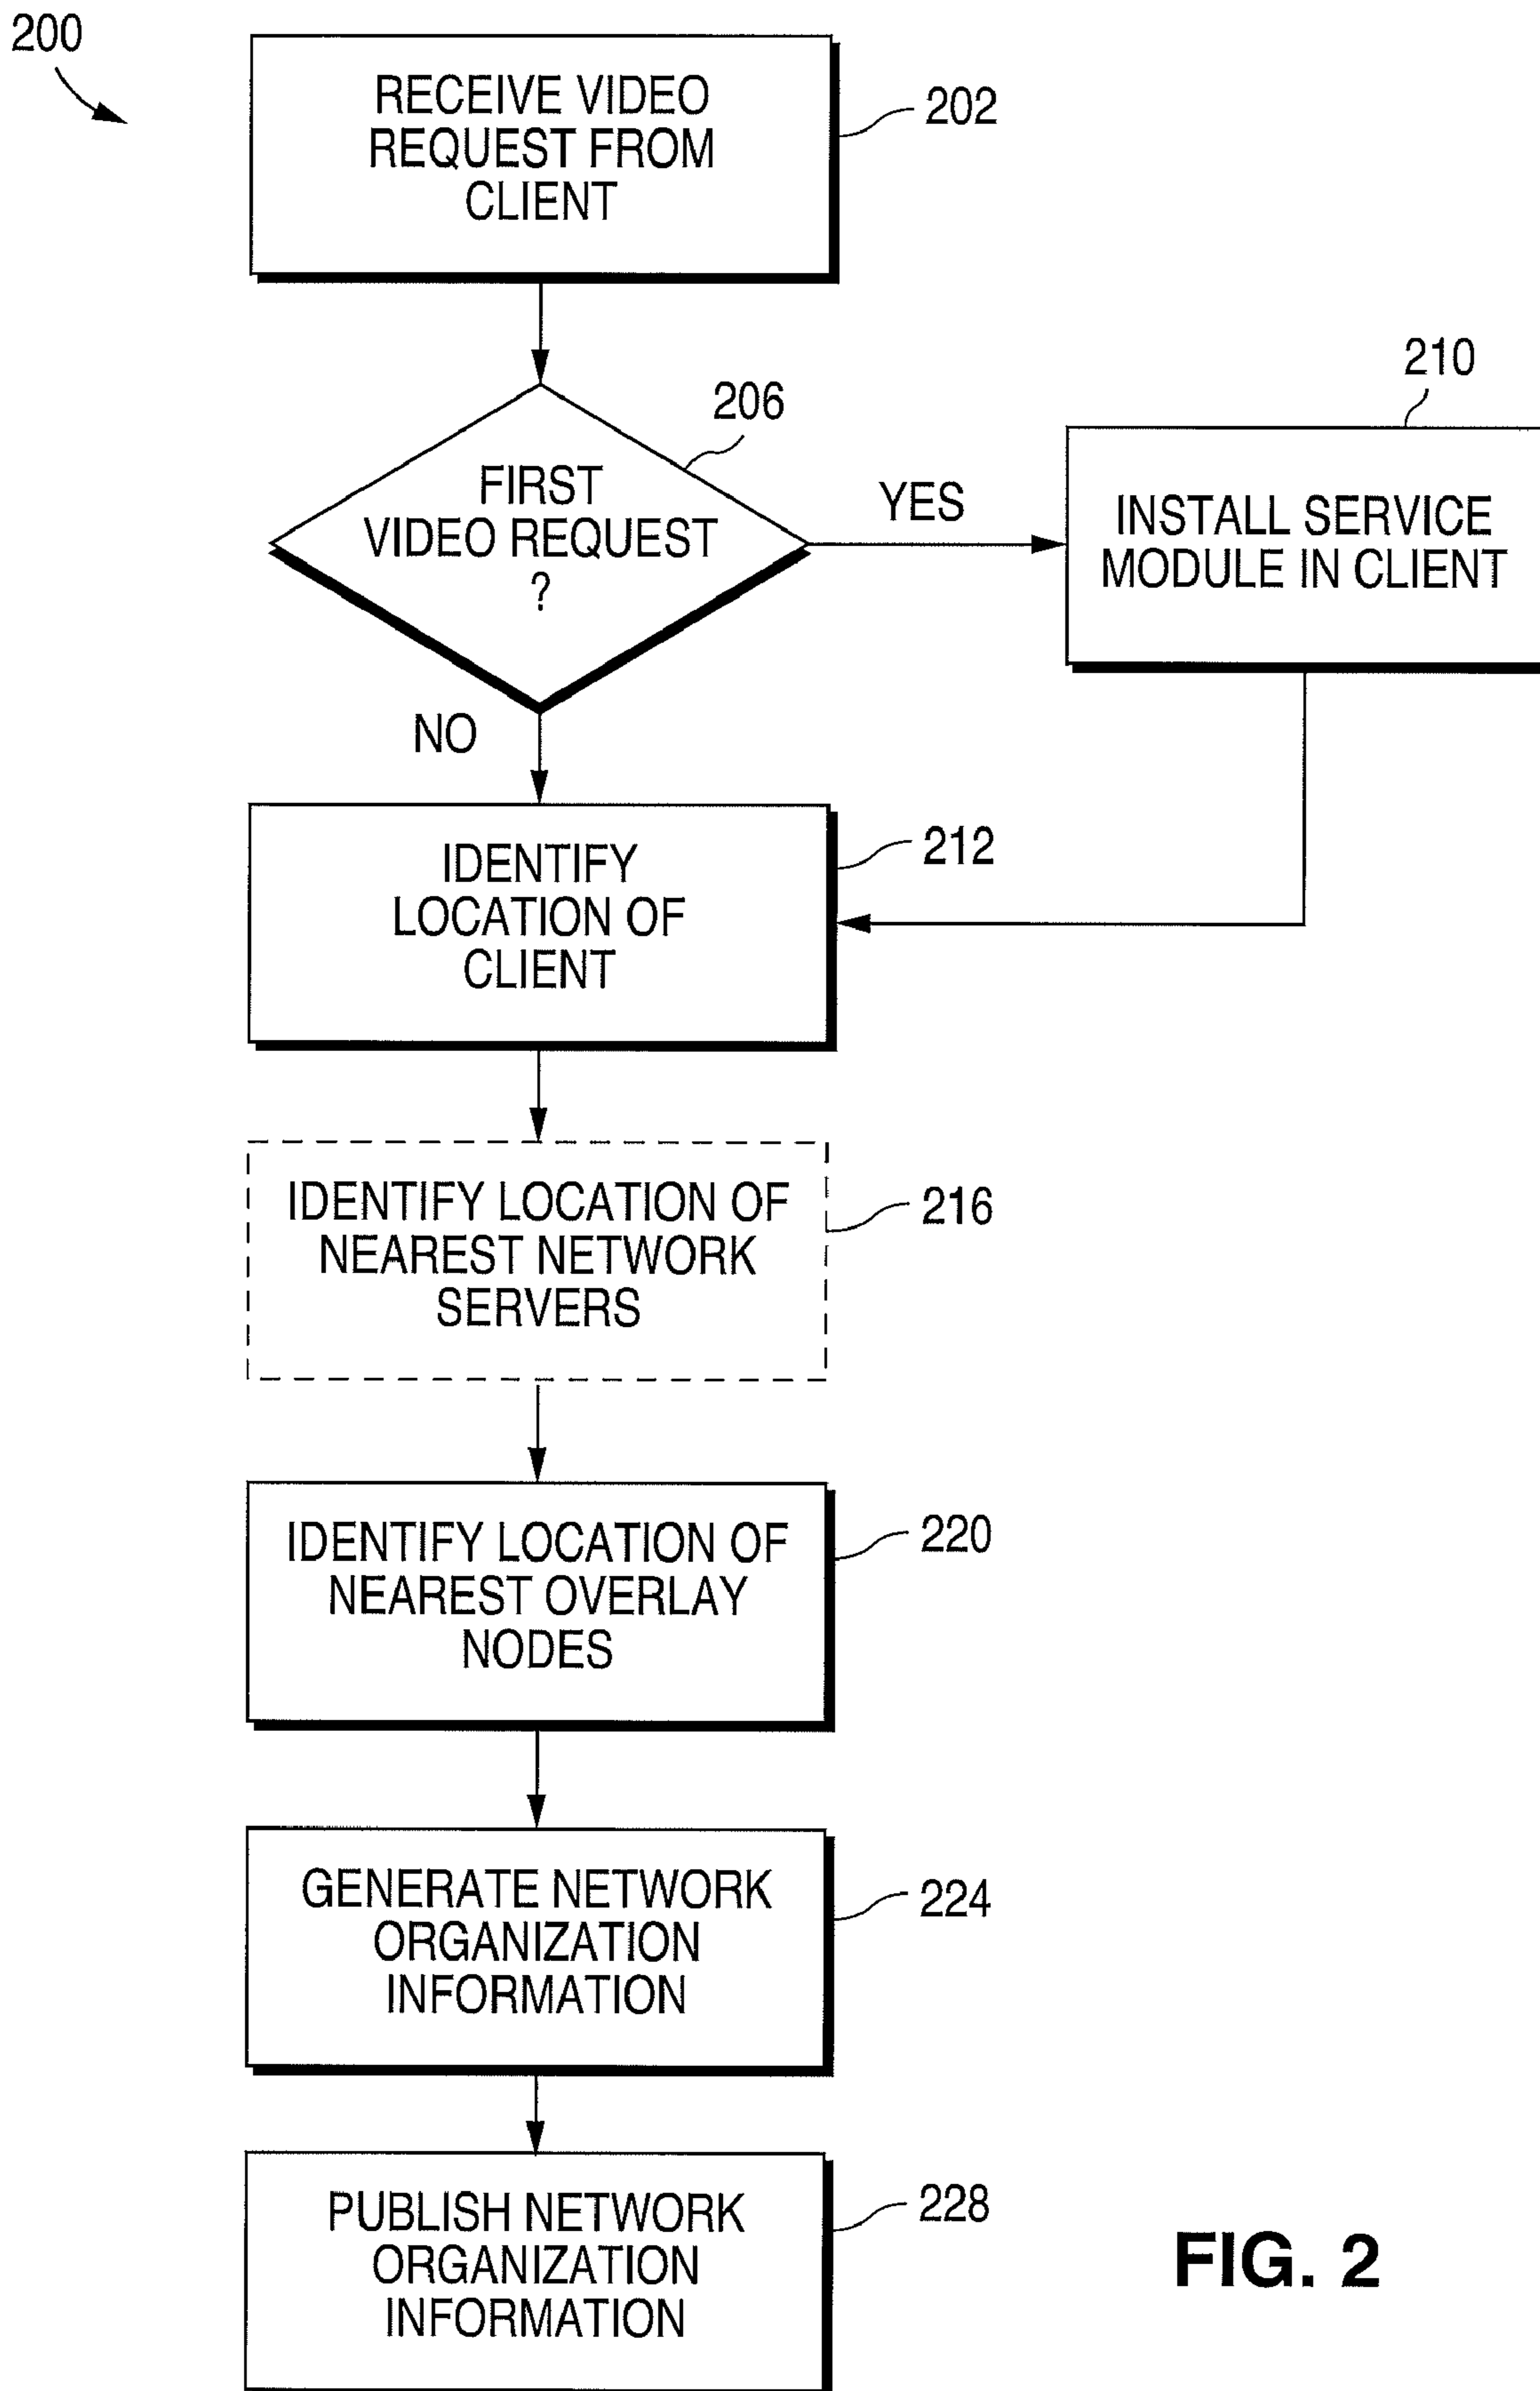 200
RECEIVE VIDEO
REQUEST FROM
CLIENT
202
FIRST
VIDEO REQUEST
?
206
YES
210
INSTALL SERVICE
MODULE IN CLIENT
NO
IDENTIFY
LOCATION OF
CLIENT
212
IDENTIFY LOCATION OF
NEAREST NETWORK
SERVERS
216
IDENTIFY LOCATION OF
NEAREST OVERLAY
NODES
220
GENERATE NETWORK
ORGANIZATION
INFORMATION
224
PUBLISH NETWORK
ORGANIZATION
INFORMATION
228
FIG. 2